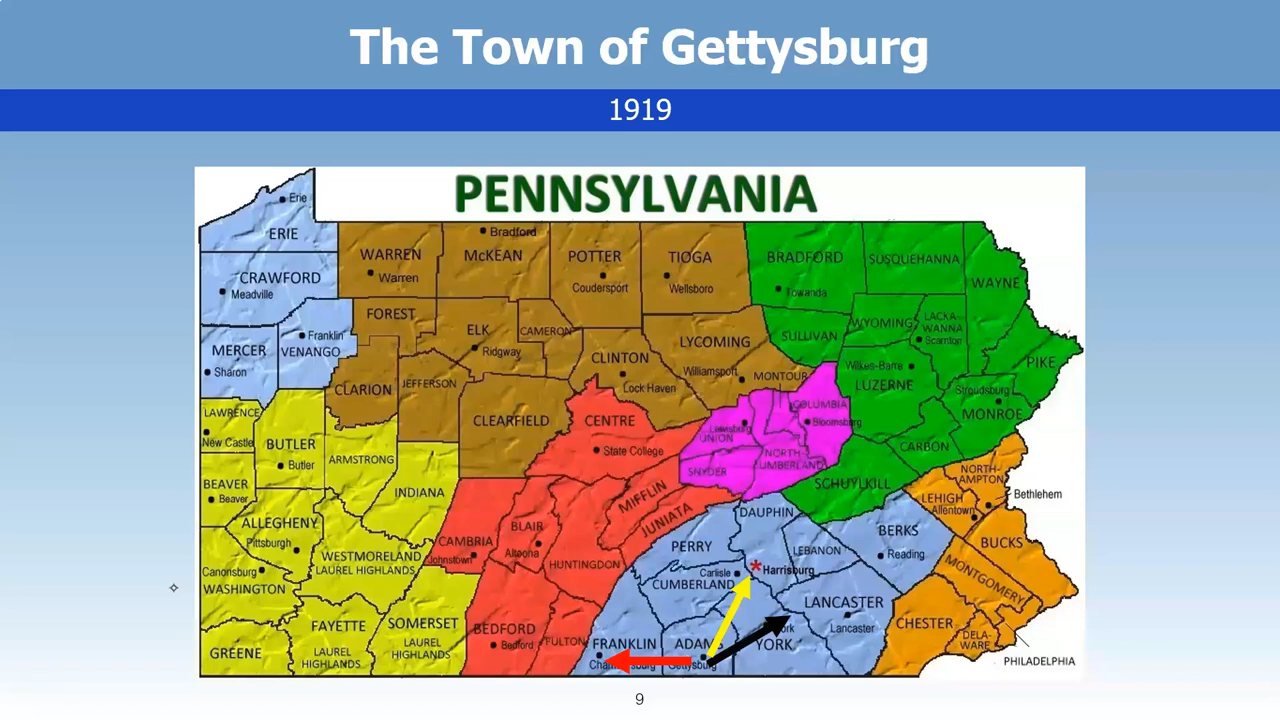 The Town of Gettysburg
1919
PENNSYLVANIA
Erie
ERIE
CRAWFORD
Meadville
MERCER
Sharon
Franklin
VENANGO
WARREN
Warren
Bradford
McKEAN
POTTER
Coudersport
TIOGA
Wellsboro
BRADFORD
Towanda
SUSQUEHANNA
WAYNE
FOREST
ELK
Ridgway
CAMERON
CLINTON
Lock Haven
LYCOMING
Williamsport
SULLIVAN
WYOMING
LACKA-
WANNA
Scranton
PIKE
CLARION
JEFFERSON
CLEARFIELD
CENTRE
State College
MONTOUR
COLUMBIA
Bloomsburg
Lewisburg
UNION
SNYDER
NORTH-
UMBERLAND
Wilkes-Barre
LUZERNE
Stroudsburg
MONROE
CARBON
SCHUYLKILL
LAWRENCE
New Castle
BUTLER
Butler
ARMSTRONG
INDIANA
BEAVER
Beaver
ALLEGHENY
Pittsburgh
Canonsburg
WASHINGTON
WESTMORELAND
LAUREL HIGHLANDS
GREENE
FAYETTE
LAUREL
HIGHLANDS
SOMERSET
LAUREL
HIGHLANDS
CAMBRIA
Johnstown
BLAIR
Altoona
HUNTINGDON
MIFFLIN
JUNIATA
BEDFORD
Bedford
FULTON
PERRY
DAUPHIN
LEBANON
BERKS
Reading
Carlisle
CUMBERLAND
* Harrisburg
LANCASTER
Lancaster
FRANKLIN
ADAMS
Gettysburg
YORK
NORTH-
AMPTON
LEHIGH
Allentown
Bethlehem
BUCKS
MONTGOMERY
CHESTER
DELA-
WARE
PHILADELPHIA
9